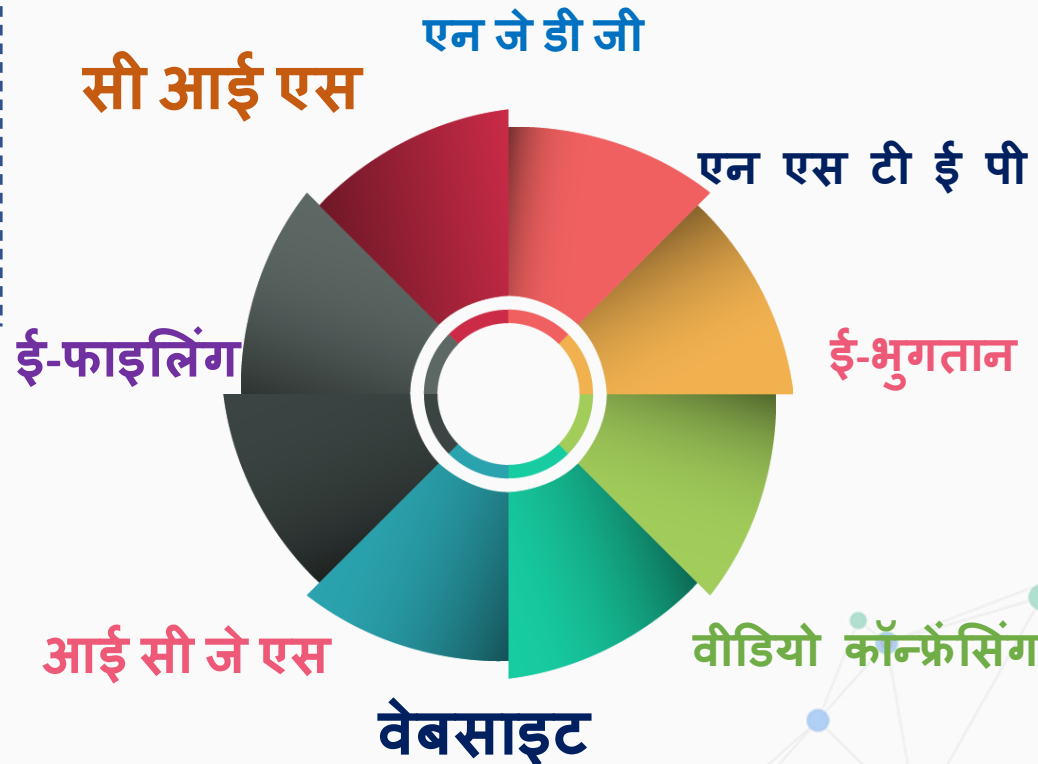 एन जे डी जी
सी आई एस
एन एस टी ई पी
ई-फाइलिंग
ई-भुगतान
आई सी जे एस
वीडियो कॉन्फ्रेंसिंग
वेबसाइट